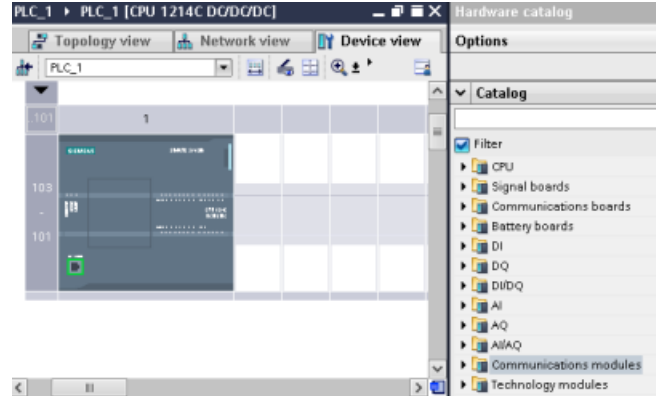 PLC_1 ▸ PLC_1 [CPU 1214C DC/DC/DC]
Topology view
Network view
Device view
PLC_1
101
1
103
-
101
SIEMENS
Hardware catalog
Options
Catalog
Filter
CPU
Signal boards
Communications boards
Battery boards
DI
DQ
DI/DQ
AI
AQ
AI/AQ
Communications modules
Technology modules